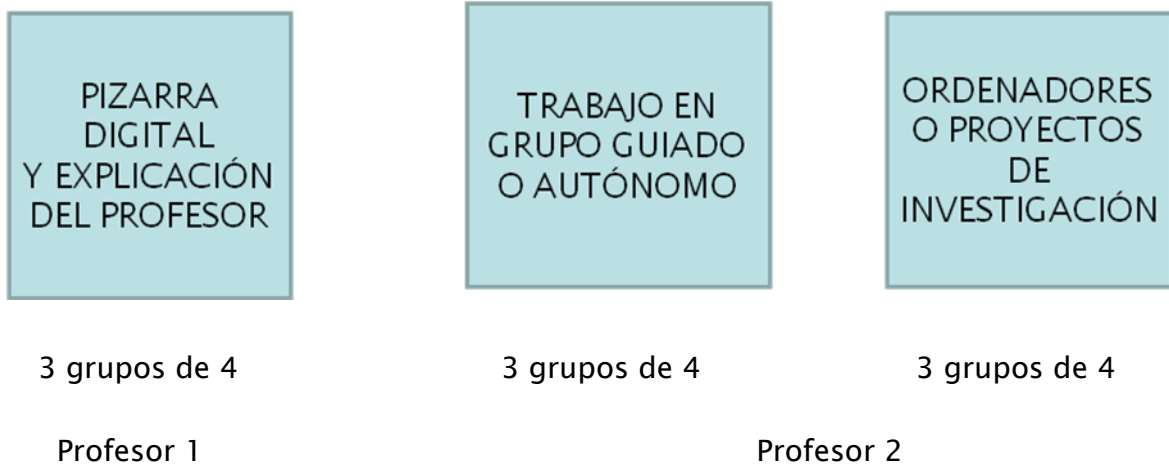 PIZARRA
DIGITAL
Y EXPLICACIÓN
DEL PROFESOR
TRABAJO EN
GRUPO GUIADO
O AUTÓNOMO
ORDENADORES
O PROYECTOS
DE
INVESTIGACIÓN
3 grupos de 4
3 grupos de 4
3 grupos de 4
Profesor 1
Profesor 2